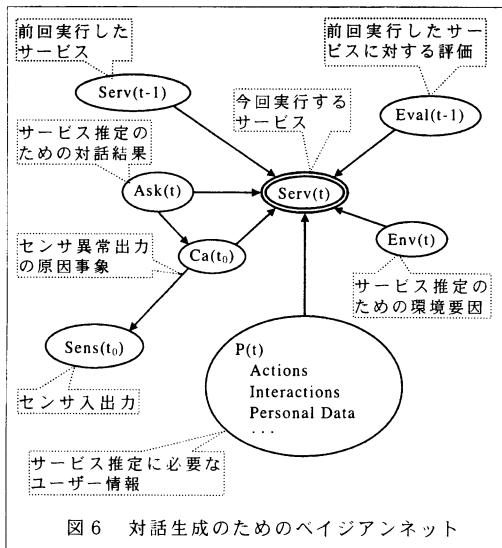 前回実行した
サービス
前回実行したサー
ビスに対する評価
Serv(t-1)
今回実行する
サービス
Eval(t-1)
サービス推定の
ための対話結果
Ask(t)
Serv(t)
センサ異常出力
の原因事象
Ca(t₀)
Env(t)
サービス推定の
ための環境要因
Sens(t₀)
P(t)
Actions
Interactions
Personal Data
...
センサ入出力
サービス推定に必要な
ユーザー情報
図6 対話生成のためのベイジアンネット